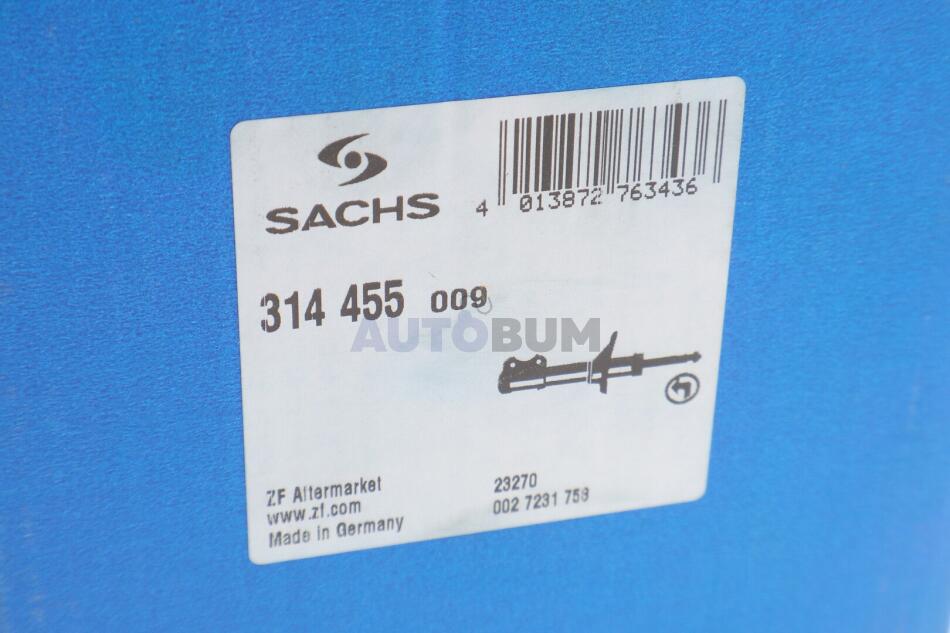 SACHS
4 013872 763436
314 455 009
AUTOBUM
ZF Aftermarket
www.zf.com
Made in Germany
23270
002 7231 758